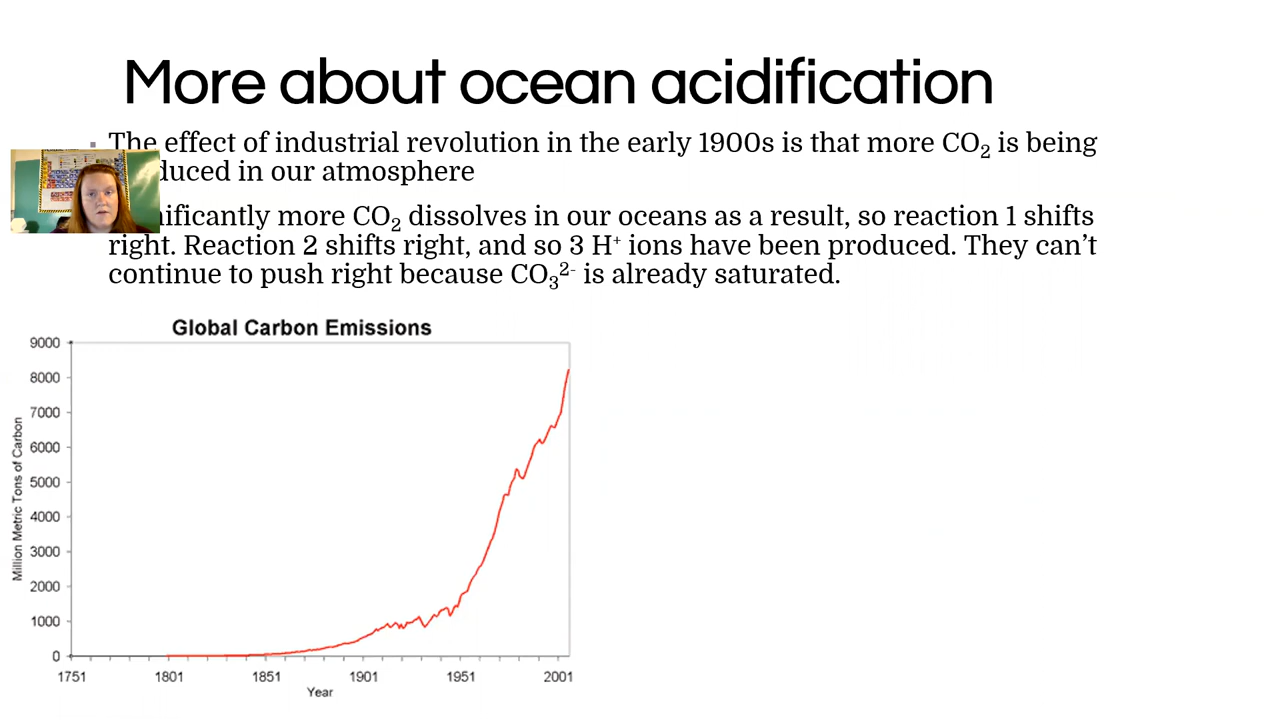 More about ocean acidification
The effect of industrial revolution in the early 1900s is that more CO₂ is being
duced in our atmosphere
nificantly more CO₂ dissolves in our oceans as a result, so reaction 1 shifts
right. Reaction 2 shifts right, and so 3 H⁺ ions have been produced. They can’t
continue to push right because CO₃²⁻ is already saturated.
Global Carbon Emissions
9000
8000
7000
6000
5000
4000
3000
2000
1000
0
Million Metric Tons of Carbon
1751 1801 1851 1901 1951 2001
Year